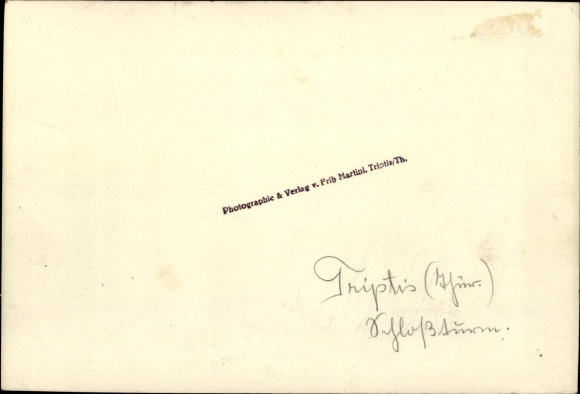 Photographie & Verlag v. Fritz Martini, Triptis/Th.
Triptis (Thür.)
Schloßturm.